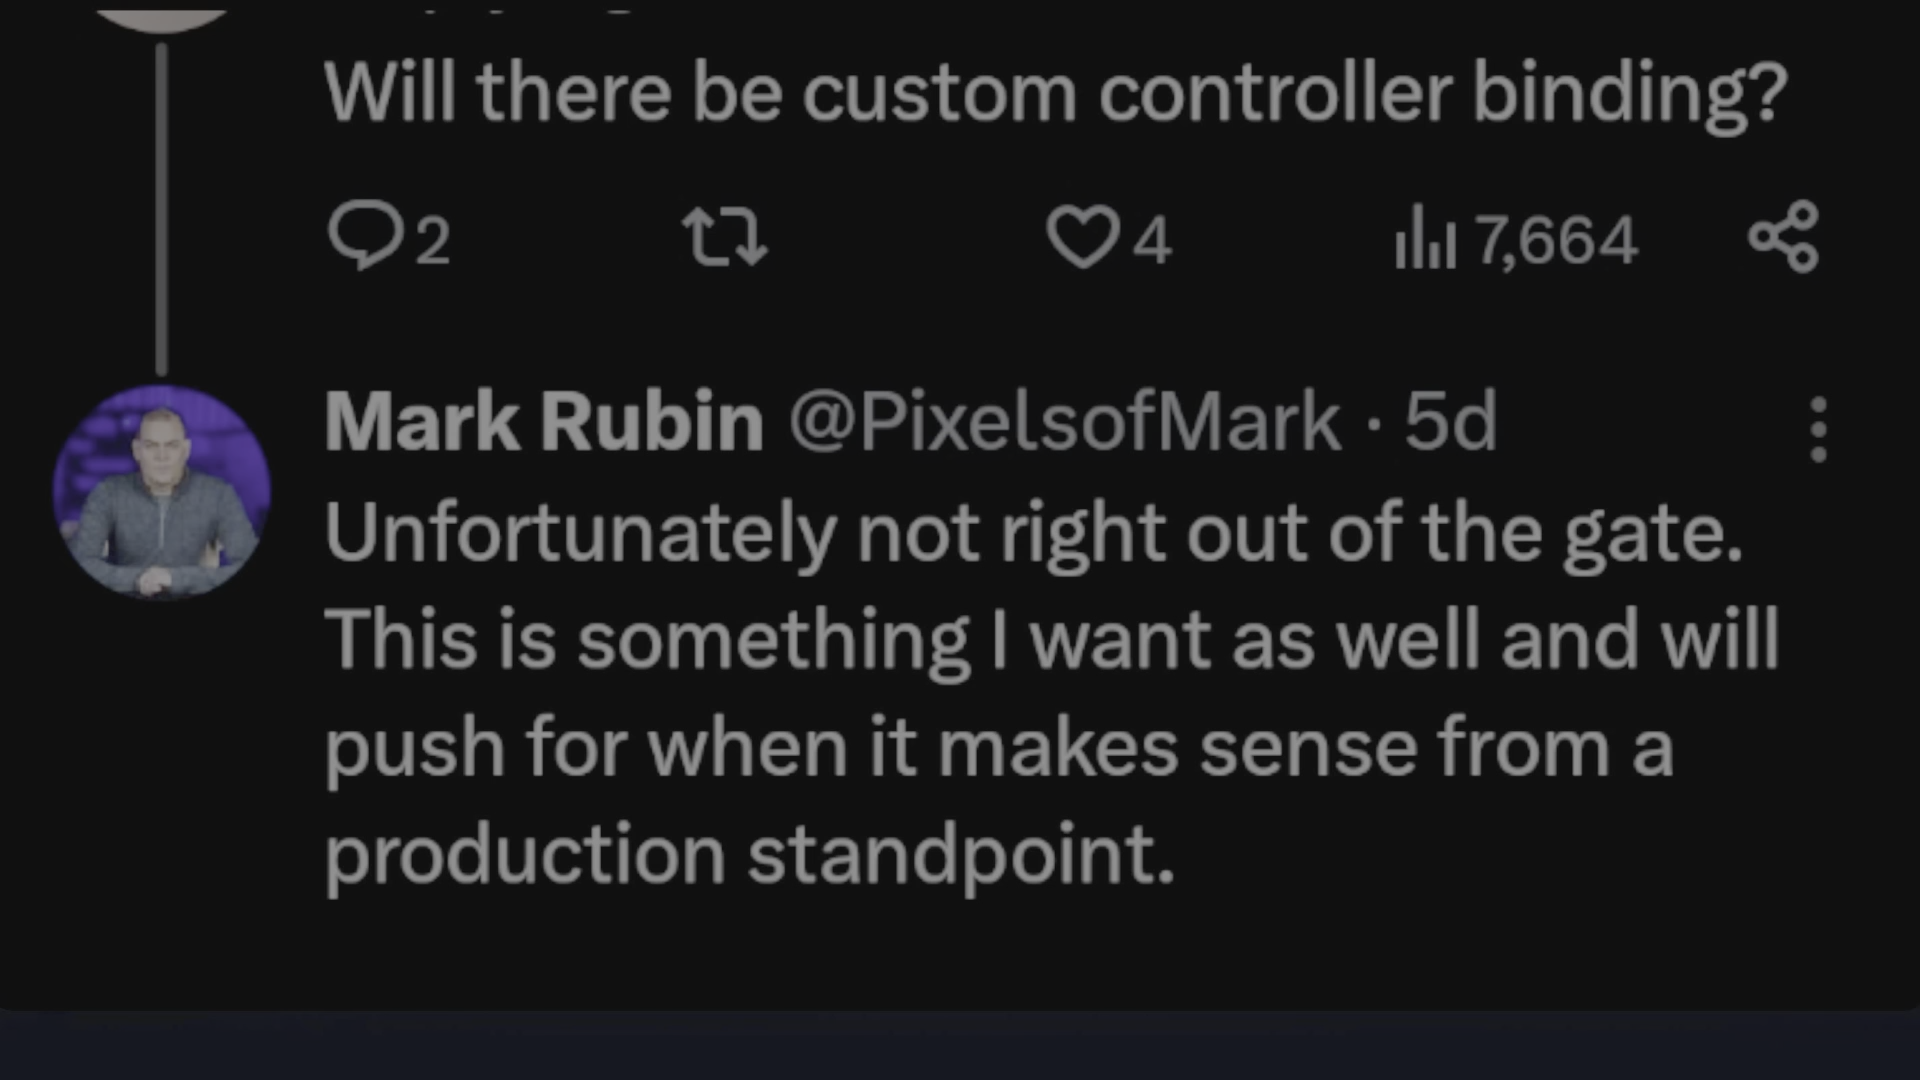 Will there be custom controller binding?
2 4 7,664
Mark Rubin @PixelsofMark · 5d
Unfortunately not right out of the gate.
This is something I want as well and will
push for when it makes sense from a
production standpoint.